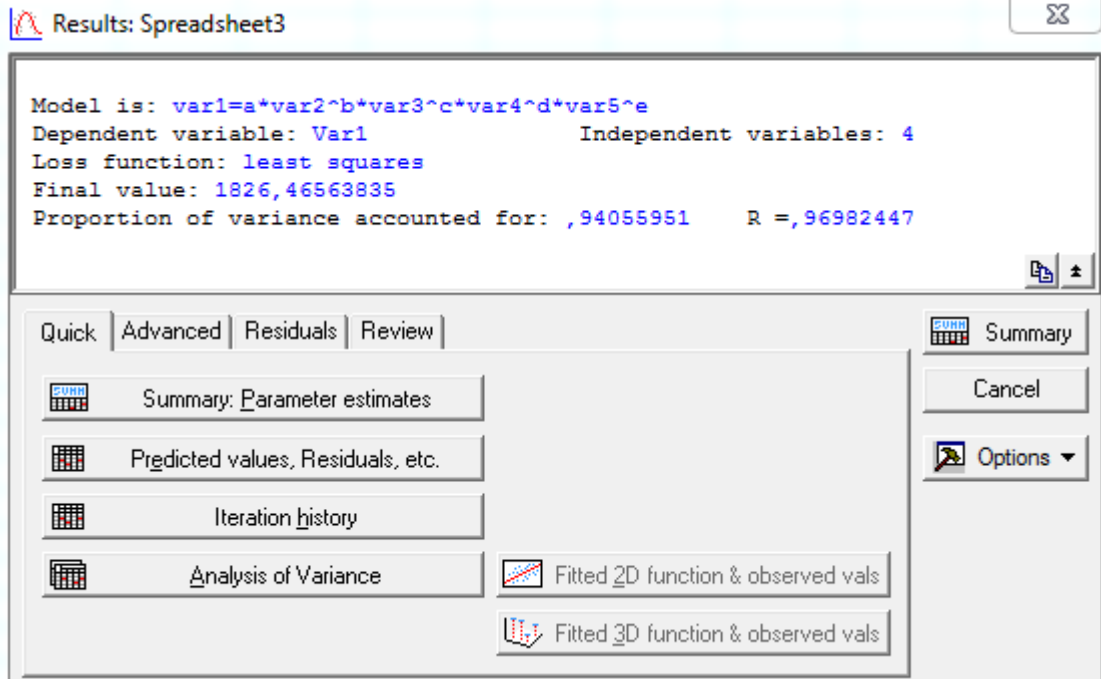 Results: Spreadsheet3
Model is: var1=a*var2^b*var3^c*var4^d*var5^e
Dependent variable: Var1 Independent variables: 4
Loss function: least squares
Final value: 1826,46563835
Proportion of variance accounted for: ,94055951 R =,96982447
Quick Advanced Residuals Review
SUMM Summary
SUMM Summary: Parameter estimates
Cancel
Predicted values, Residuals, etc.
Options
Iteration history
Analysis of Variance
Fitted 2D function & observed vals
Fitted 3D function & observed vals